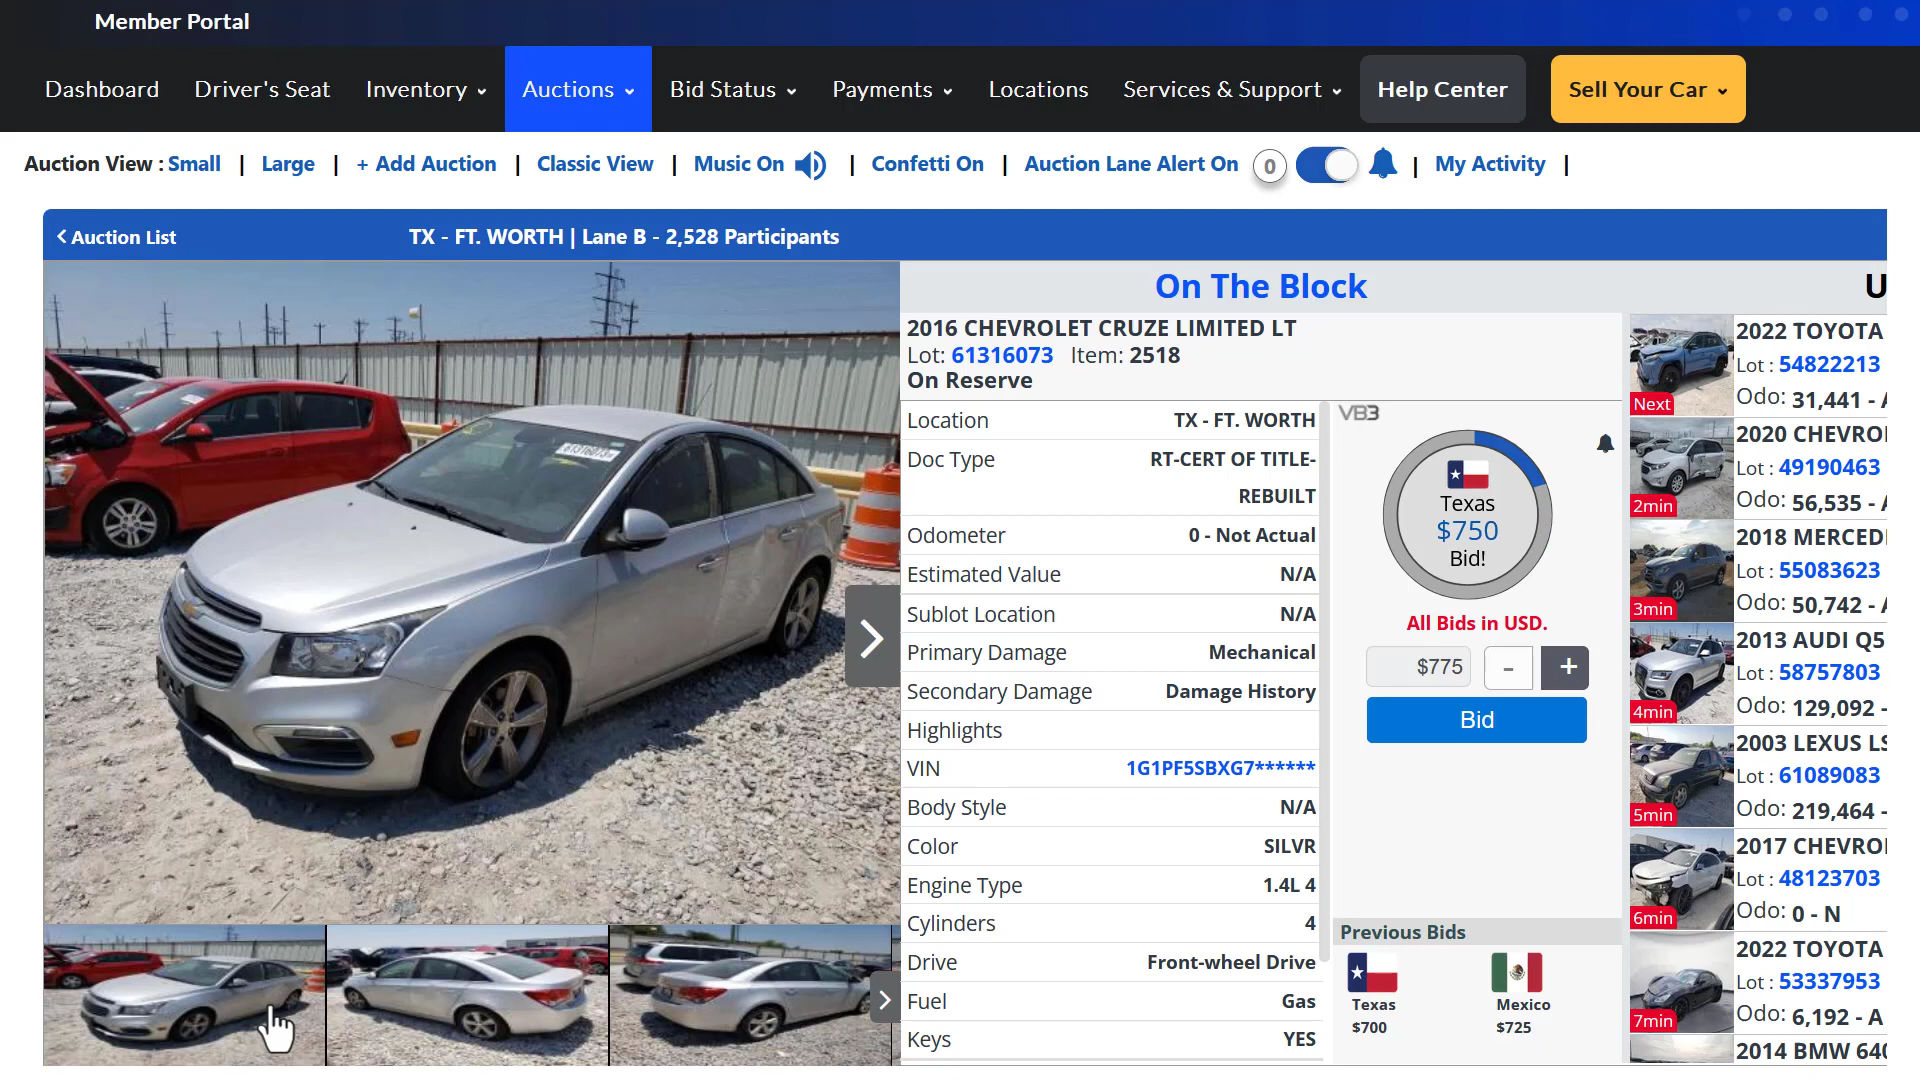 Member Portal
Dashboard Driver's Seat Inventory Auctions Bid Status Payments Locations Services & Support Help Center Sell Your Car
Auction View : Small | Large | + Add Auction | Classic View | Music On | Confetti On | Auction Lane Alert On 0 | My Activity |
Auction List
TX - FT. WORTH | Lane B - 2,528 Participants
61316073
On The Block
2016 CHEVROLET CRUZE LIMITED LT
Lot: 61316073 Item: 2518
On Reserve
Location TX - FT. WORTH
Doc Type RT-CERT OF TITLE-
REBUILT
Odometer 0 - Not Actual
Estimated Value N/A
Sublot Location N/A
Primary Damage Mechanical
Secondary Damage Damage History
Highlights
VIN 1G1PF5SBXG7******
Body Style N/A
Color SILVR
Engine Type 1.4L 4
Cylinders 4
Drive Front-wheel Drive
Fuel Gas
Keys YES
VB3
Texas
$750
Bid!
All Bids in USD.
$775 - +
Bid
Previous Bids
Texas
$700
Mexico
$725
U
2022 TOYOTA
Lot : 54822213
Odo: 31,441 - A
Next
2020 CHEVROL
Lot : 49190463
Odo: 56,535 - A
2min
2018 MERCEDE
Lot : 55083623
Odo: 50,742 - A
3min
2013 AUDI Q5
Lot : 58757803
Odo: 129,092 -
4min
2003 LEXUS LS
Lot : 61089083
Odo: 219,464 -
5min
2017 CHEVROL
Lot : 48123703
Odo: 0 - N
6min
2022 TOYOTA
Lot : 53337953
Odo: 6,192 - A
7min
2014 BMW 640